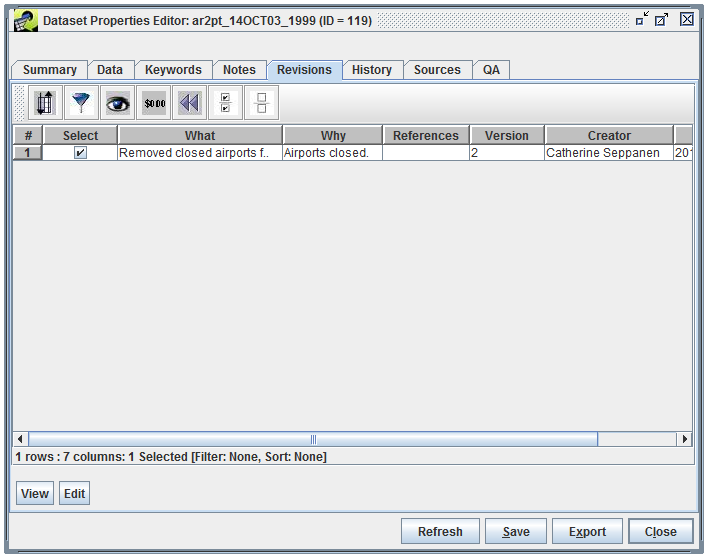 Dataset Properties Editor: ar2pt_14OCT03_1999 (ID = 119)
Summary Data Keywords Notes Revisions History Sources QA
$000
# Select What Why References Version Creator
1 Removed closed airports f.. Airports closed. 2 Catherine Seppanen 201
1 rows : 7 columns: 1 Selected [Filter: None, Sort: None]
View Edit
Refresh Save Export Close